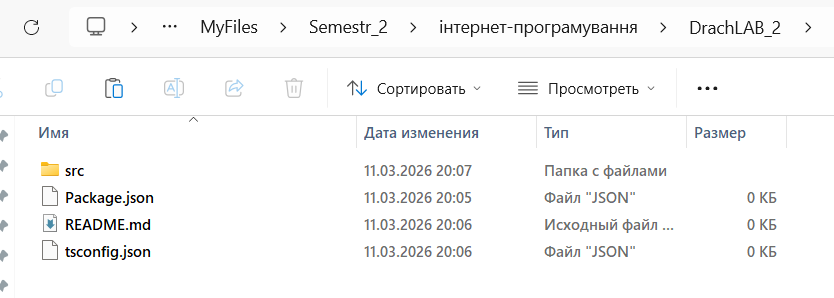 MyFiles > Semestr_2 > інтернет-програмування > DrachLAB_2 >
Сортировать Просмотреть
Имя Дата изменения Тип Размер
src 11.03.2026 20:07 Папка с файлами
Package.json 11.03.2026 20:05 Файл "JSON" 0 КБ
README.md 11.03.2026 20:06 Исходный файл ... 0 КБ
tsconfig.json 11.03.2026 20:06 Файл "JSON" 0 КБ